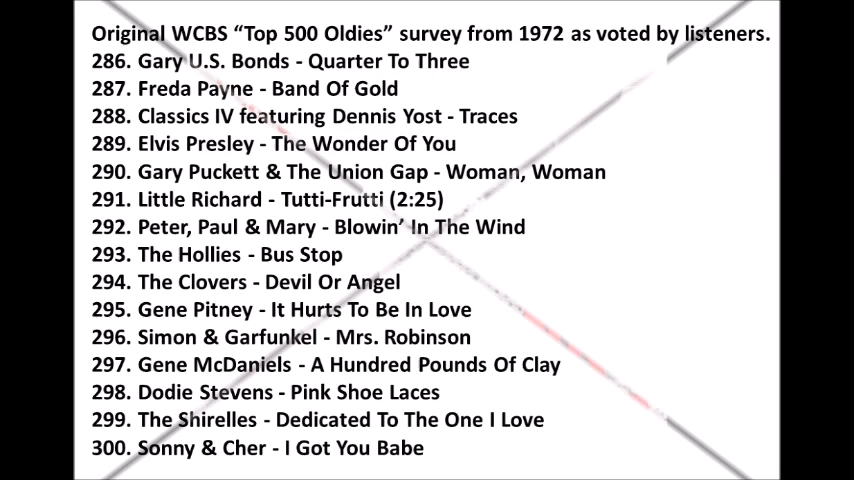 Original WCBS “Top 500 Oldies” survey from 1972 as voted by listeners.
286. Gary U.S. Bonds - Quarter To Three
287. Freda Payne - Band Of Gold
288. Classics IV featuring Dennis Yost - Traces
289. Elvis Presley - The Wonder Of You
290. Gary Puckett & The Union Gap - Woman, Woman
291. Little Richard - Tutti-Frutti (2:25)
292. Peter, Paul & Mary - Blowin’ In The Wind
293. The Hollies - Bus Stop
294. The Clovers - Devil Or Angel
295. Gene Pitney - It Hurts To Be In Love
296. Simon & Garfunkel - Mrs. Robinson
297. Gene McDaniels - A Hundred Pounds Of Clay
298. Dodie Stevens - Pink Shoe Laces
299. The Shirelles - Dedicated To The One I Love
300. Sonny & Cher - I Got You Babe